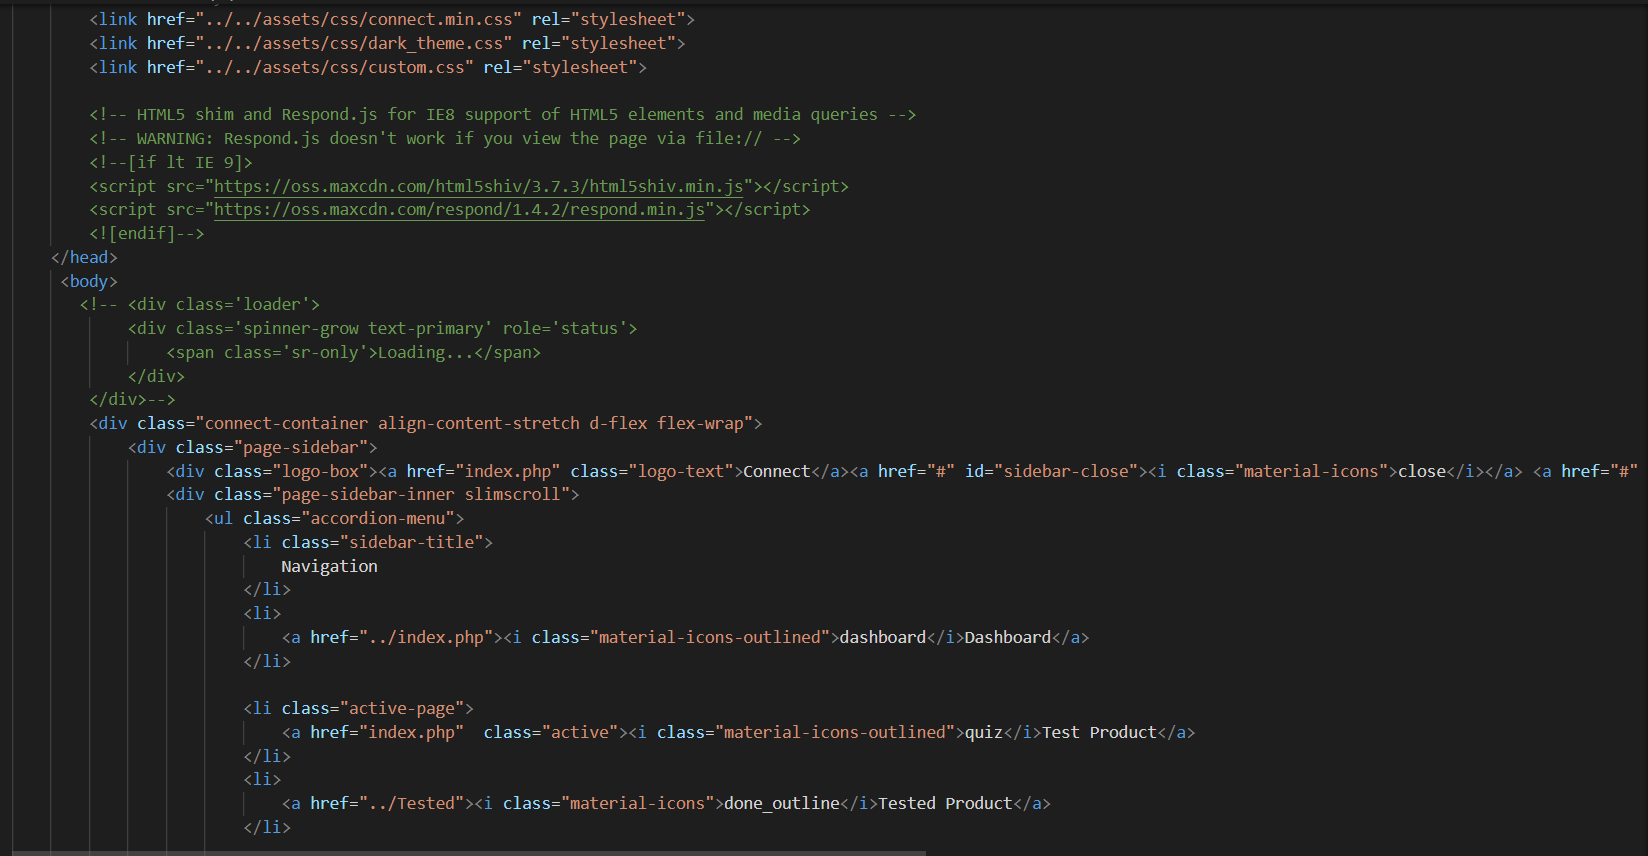 <link href="../../assets/css/connect.min.css" rel="stylesheet">
<link href="../../assets/css/dark_theme.css" rel="stylesheet">
<link href="../../assets/css/custom.css" rel="stylesheet">
<!-- HTML5 shim and Respond.js for IE8 support of HTML5 elements and media queries -->
<!-- WARNING: Respond.js doesn't work if you view the page via file:// -->
<!--[if lt IE 9]>
<script src="https://oss.maxcdn.com/html5shiv/3.7.3/html5shiv.min.js"></script>
<script src="https://oss.maxcdn.com/respond/1.4.2/respond.min.js"></script>
<![endif]-->
</head>
<body>
<!-- <div class='loader'>
<div class='spinner-grow text-primary' role='status'>
<span class='sr-only'>Loading...</span>
</div>
</div>-->
<div class="connect-container align-content-stretch d-flex flex-wrap">
<div class="page-sidebar">
<div class="logo-box"><a href="index.php" class="logo-text">Connect</a><a href="#" id="sidebar-close"><i class="material-icons">close</i></a> <a href="#"
<div class="page-sidebar-inner slimscroll">
<ul class="accordion-menu">
<li class="sidebar-title">
Navigation
</li>
<li>
<a href="../index.php"><i class="material-icons-outlined">dashboard</i>Dashboard</a>
</li>
<li class="active-page">
<a href="index.php"  class="active"><i class="material-icons-outlined">quiz</i>Test Product</a>
</li>
<li>
<a href="../Tested"><i class="material-icons">done_outline</i>Tested Product</a>
</li>